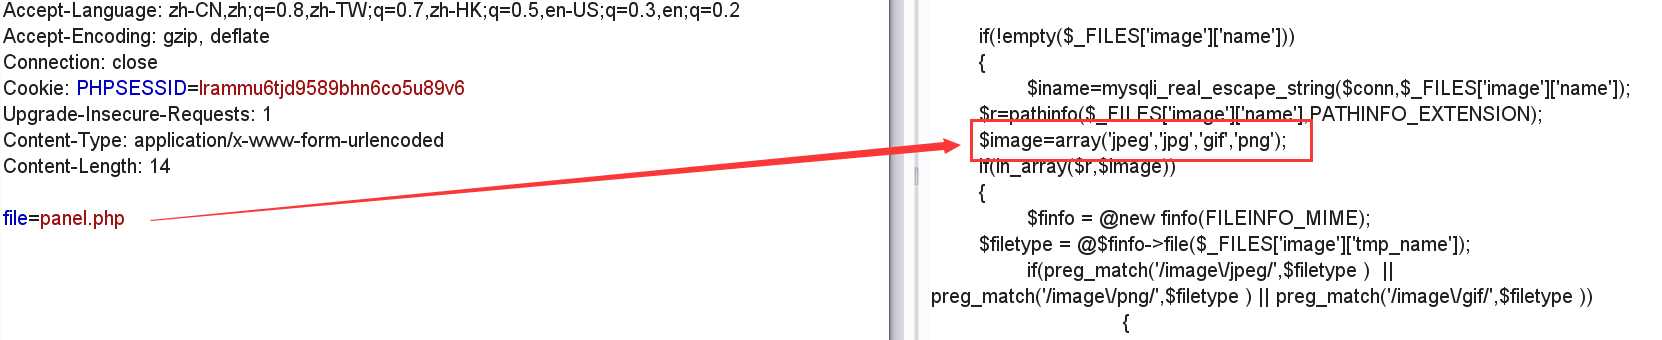 Accept-Language: zh-CN,zh;q=0.8,zh-TW;q=0.7,zh-HK;q=0.5,en-US;q=0.3,en;q=0.2
Accept-Encoding: gzip, deflate
Connection: close
Cookie: PHPSESSID=lrammu6tjd9589bhn6co5u89v6
Upgrade-Insecure-Requests: 1
Content-Type: application/x-www-form-urlencoded
Content-Length: 14
file=panel.php
if(!empty($_FILES['image']['name']))
{
$iname=mysqli_real_escape_string($conn,$_FILES['image']['name']);
$r=pathinfo($_FILES['image']['name'],PATHINFO_EXTENSION);
$image=array('jpeg','jpg','gif','png');
if(in_array($r,$image))
{
$finfo = @new finfo(FILEINFO_MIME);
$filetype = @$finfo->file($_FILES['image']['tmp_name']);
if(preg_match('/image\/jpeg/',$filetype )  ||
preg_match('/image\/png/',$filetype ) || preg_match('/image\/gif/',$filetype ))
{